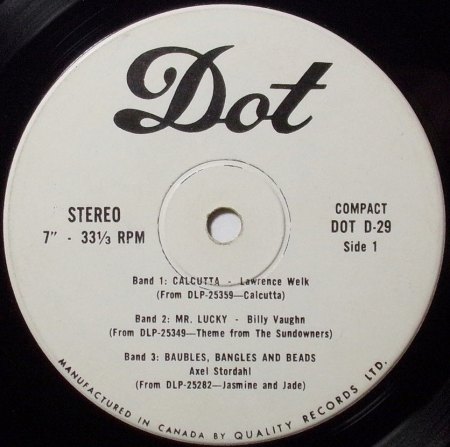 Dot
STEREO
7" - 33⅓ RPM
COMPACT
DOT D-29
Side 1
Band 1: CALCUTTA - Lawrence Welk
(From DLP-25359—Calcutta)
Band 2: MR. LUCKY - Billy Vaughn
(From DLP-25349—Theme from The Sundowners)
Band 3: BAUBLES, BANGLES AND BEADS
Axel Stordahl
(From DLP-25282—Jasmine and Jade)
MANUFACTURED IN CANADA BY QUALITY RECORDS LTD.